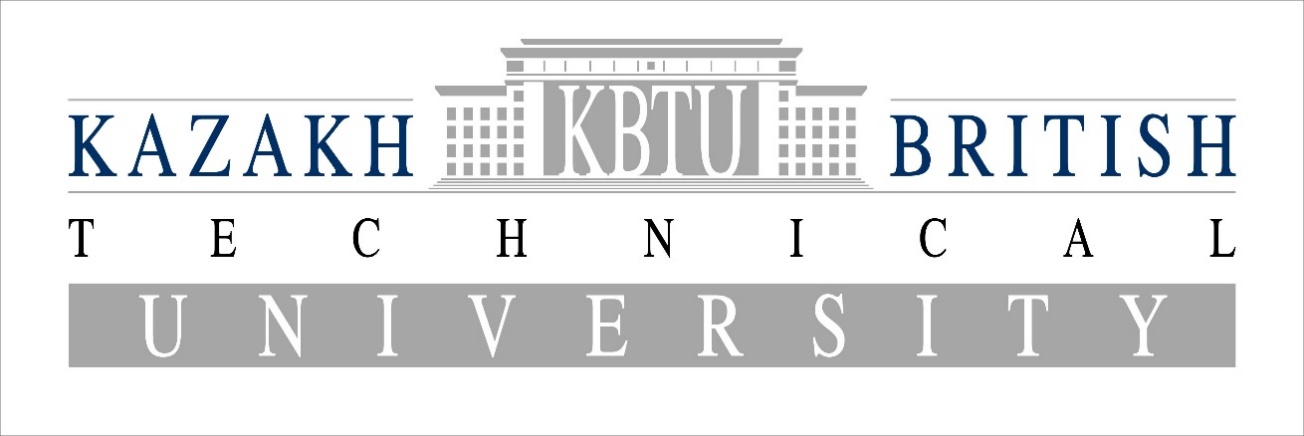 KAZAKH KBTU BRITISH
TECHNICAL
UNIVERSITY